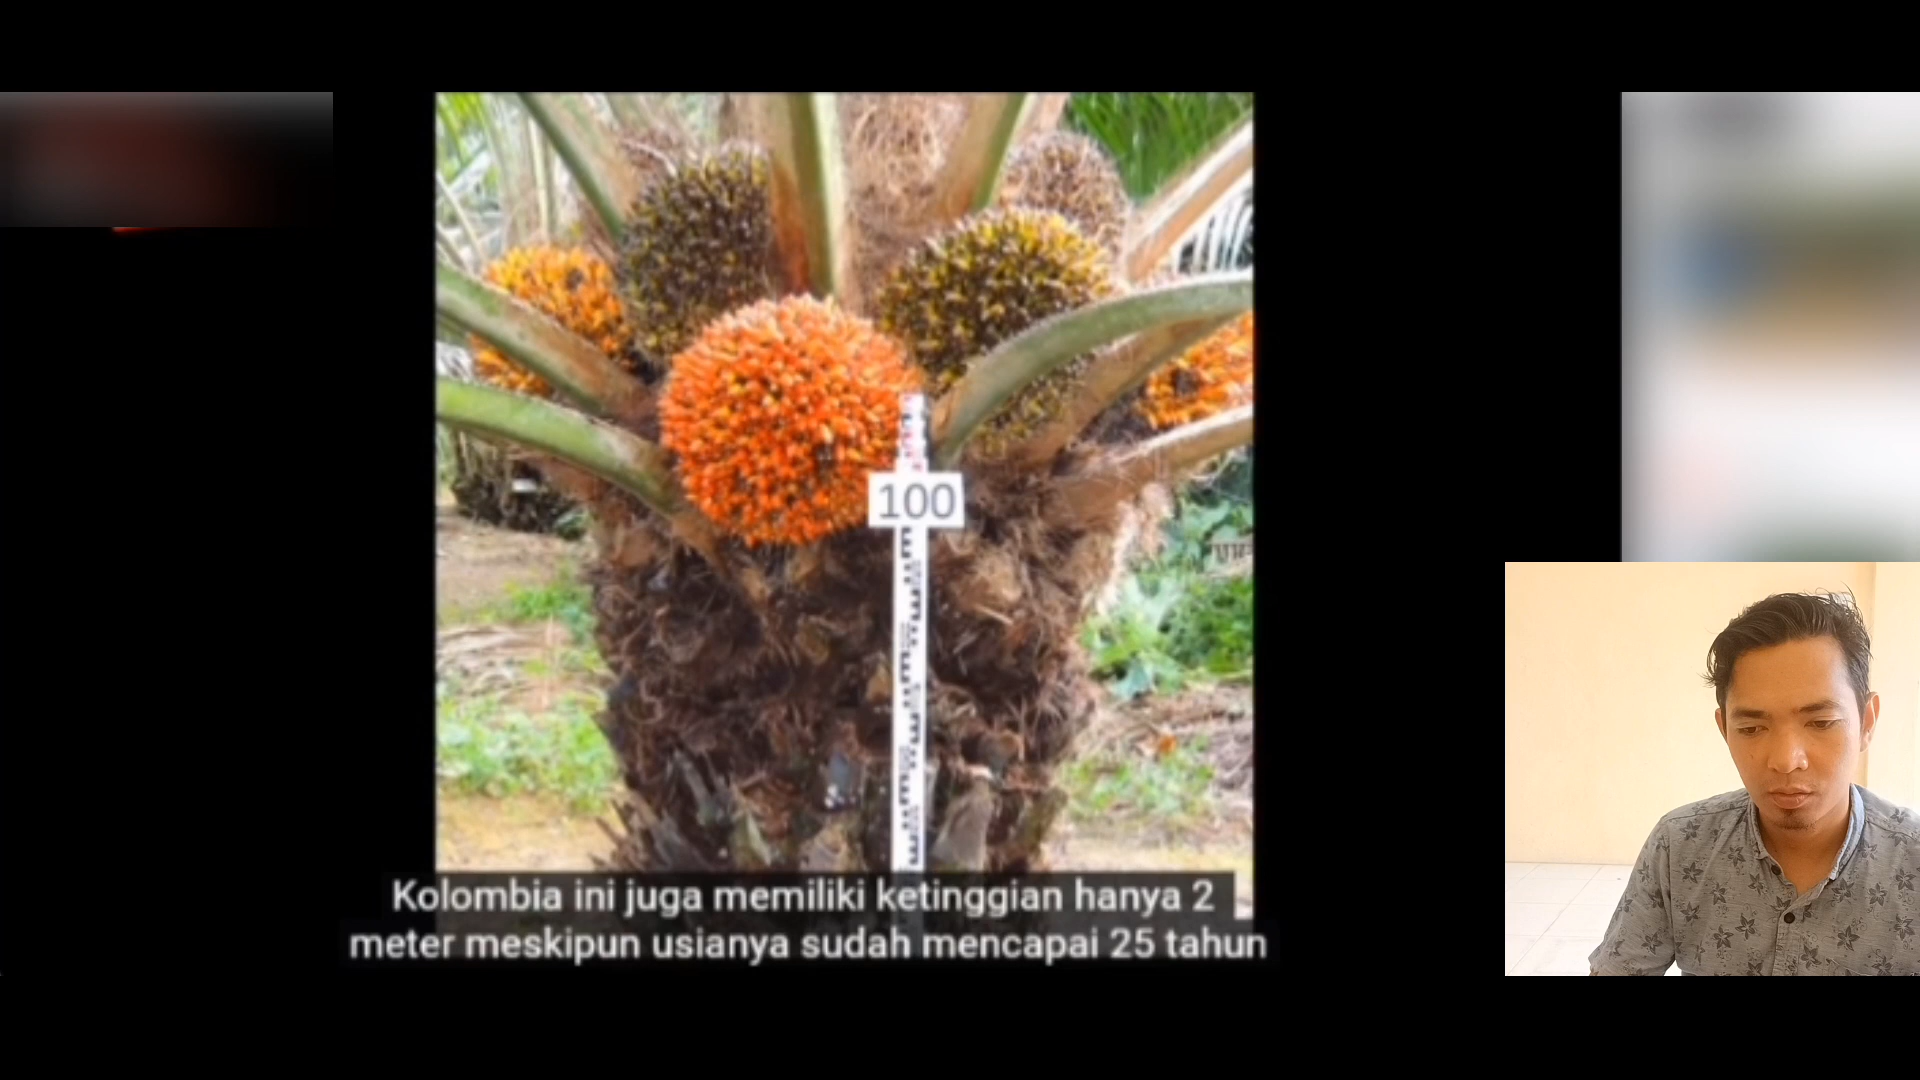 100
Kolombia ini juga memiliki ketinggian hanya 2
meter meskipun usianya sudah mencapai 25 tahun